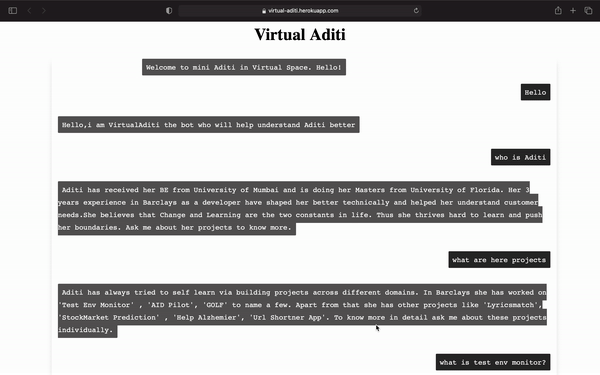 virtual-aditi.herokuapp.com
Virtual Aditi
Welcome to mini Aditi in Virtual Space. Hello!
Hello
Hello,i am VirtualAditi the bot who will help understand Aditi better
who is Aditi
Aditi has received her BE from University of Mumbai and is doing her Masters from University of Florida. Her 3
years experience in Barclays as a developer have shaped her better technically and helped her understand customer
needs.She believes that Change and Learning are the two constants in life. Thus she thrives hard to learn and push
her boundaries. Ask me about her projects to know more.
what are here projects
Aditi has always tried to self learn via building projects across different domains. In Barclays she has worked on
'Test Env Monitor' , 'AID Pilot', 'GOLF' to name a few. Apart from that she has other projects like 'Lyricsmatch',
'StockMarket Prediction' , 'Help Alzhemier', 'Url Shortner App'. To know more in detail ask me about these projects
individually.
what is test env monitor?